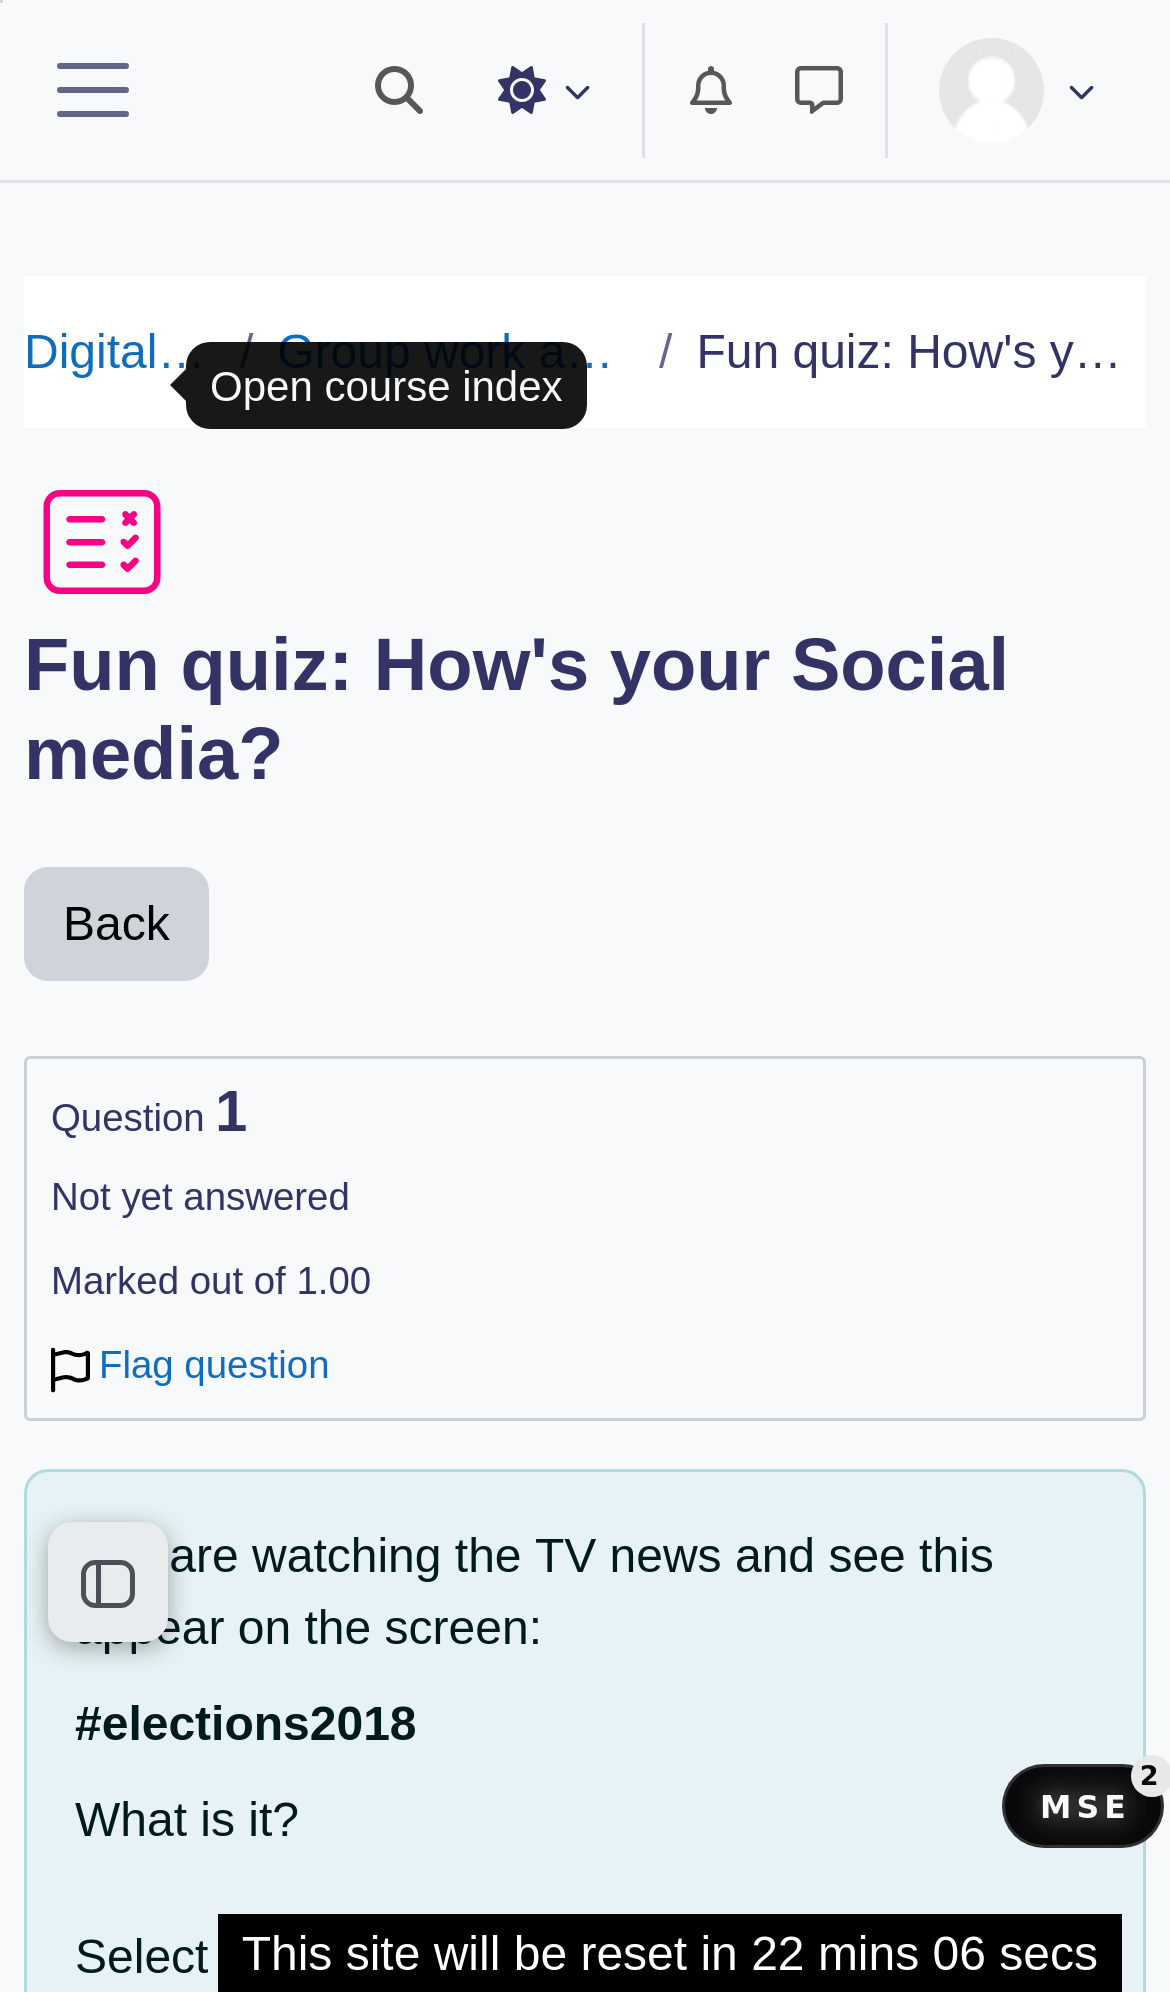 Digital… / Group work a… / Fun quiz: How's y…
Open course index
Fun quiz: How's your Social
media?
Back
Question 1
Not yet answered
Marked out of 1.00
Flag question
are watching the TV news and see this
appear on the screen:
#elections2018
What is it?
MSE 2
Select
This site will be reset in 22 mins 06 secs